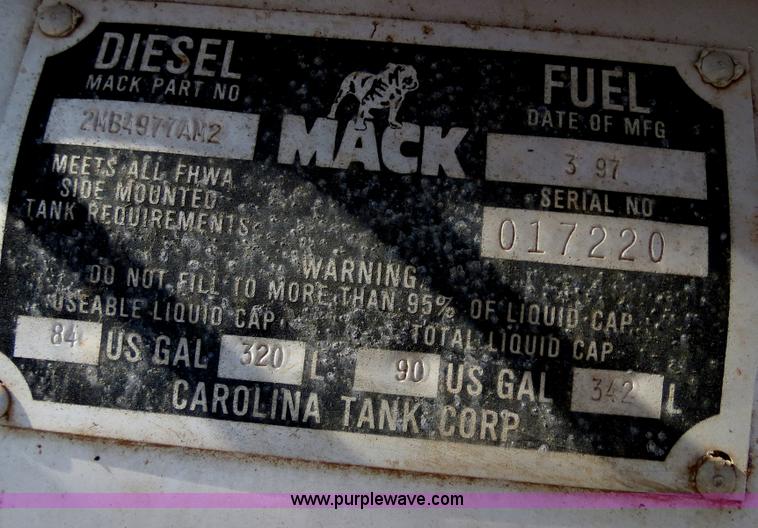 DIESEL FUEL
MACK PART NO DATE OF MFG
2NB4977AM2 3 97
MACK
MEETS ALL FHWA
SIDE MOUNTED
TANK REQUIREMENTS
SERIAL NO
017220
WARNING
DO NOT FILL TO MORE THAN 95% OF LIQUID CAP
USEABLE LIQUID CAP TOTAL LIQUID CAP
84 US GAL 320 L 90 US GAL 342 L
CAROLINA TANK CORP
www.purplewave.com